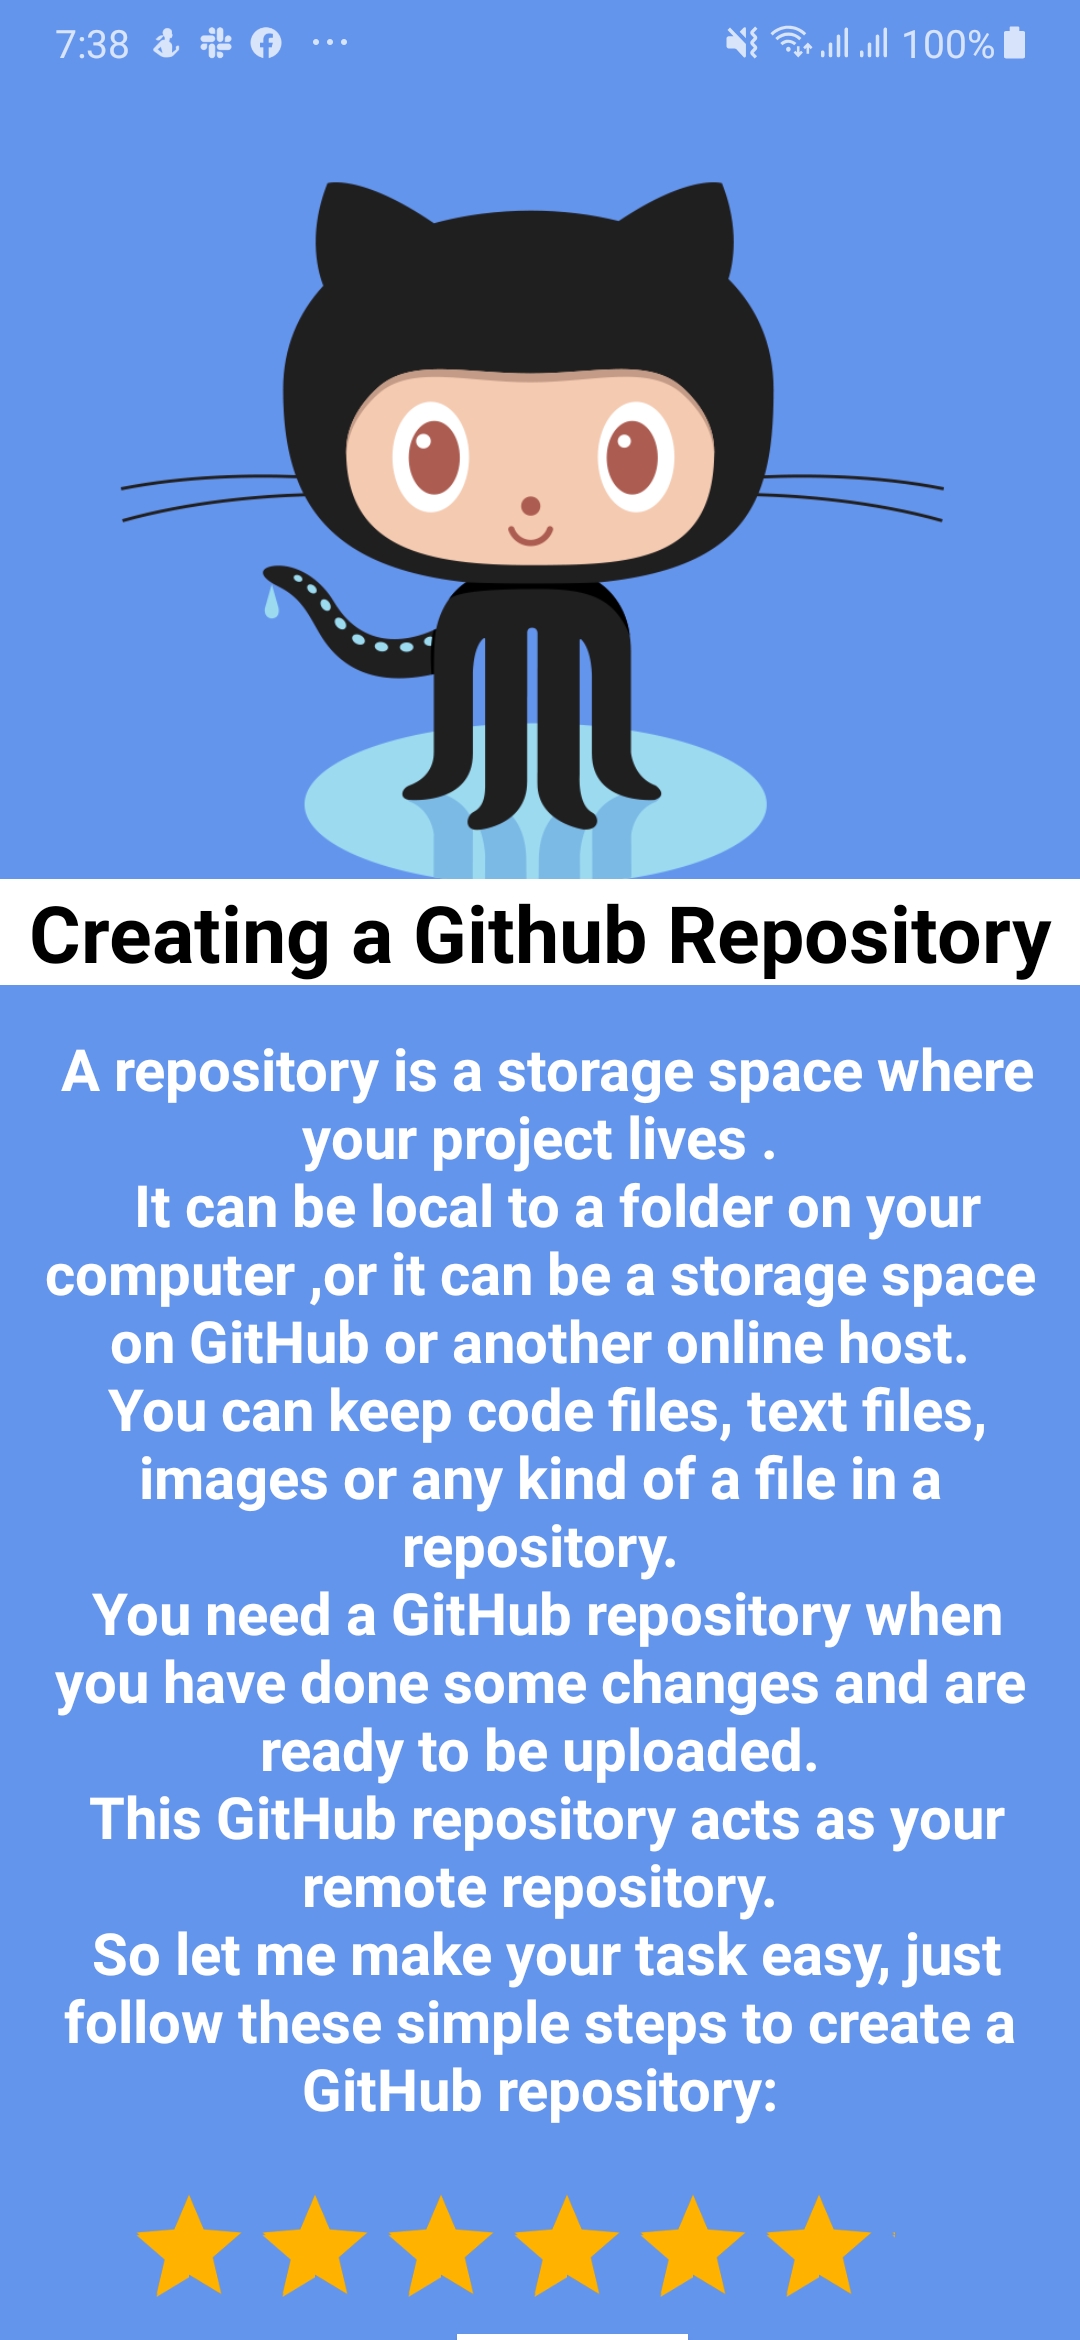 7:38
100%
Creating a Github Repository
A repository is a storage space where
your project lives .
It can be local to a folder on your
computer ,or it can be a storage space
on GitHub or another online host.
You can keep code files, text files,
images or any kind of a file in a
repository.
You need a GitHub repository when
you have done some changes and are
ready to be uploaded.
This GitHub repository acts as your
remote repository.
So let me make your task easy, just
follow these simple steps to create a
GitHub repository: